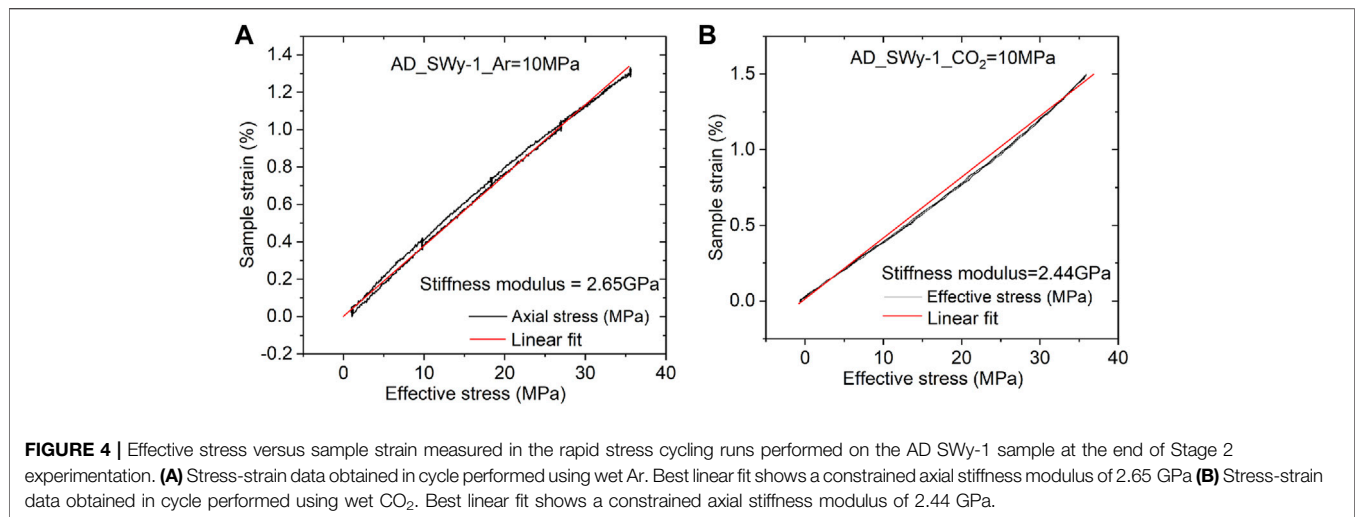 A
AD_SWy-1_Ar=10MPa
1.4
1.2
1.0
0.8
0.6
0.4
0.2
0.0
-0.2
Sample strain (%)
Stiffness modulus = 2.65GPa
Axial stress (MPa)
Linear fit
0 10 20 30 40
Effective stress (MPa)
B
AD_SWy-1_CO₂=10MPa
1.5
1.0
0.5
0.0
Sample strain (%)
Stiffness modulus=2.44GPa
Effective stress (MPa)
Linear fit
0 10 20 30 40
Effective stress (MPa)
FIGURE 4 | Effective stress versus sample strain measured in the rapid stress cycling runs performed on the AD SWy-1 sample at the end of Stage 2
experimentation. (A) Stress-strain data obtained in cycle performed using wet Ar. Best linear fit shows a constrained axial stiffness modulus of 2.65 GPa (B) Stress-strain
data obtained in cycle performed using wet CO₂. Best linear fit shows a constrained axial stiffness modulus of 2.44 GPa.